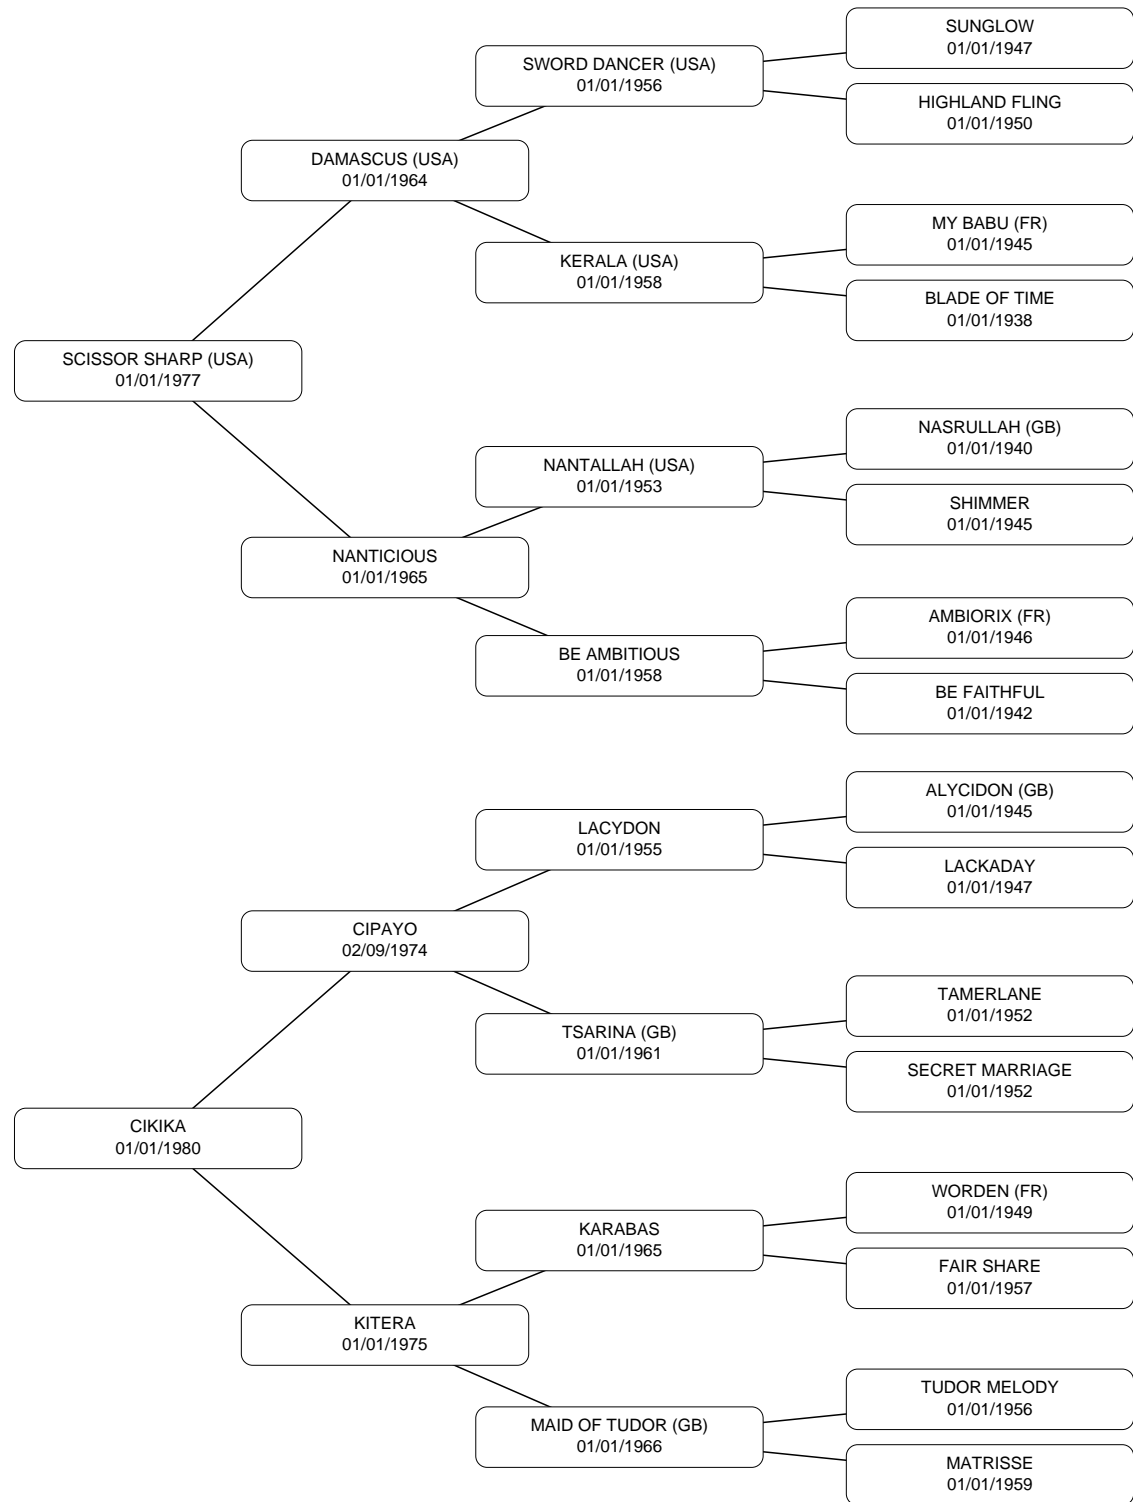 SUNGLOW
01/01/1947
SWORD DANCER (USA)
01/01/1956
HIGHLAND FLING
01/01/1950
DAMASCUS (USA)
01/01/1964
MY BABU (FR)
01/01/1945
KERALA (USA)
01/01/1958
BLADE OF TIME
01/01/1938
SCISSOR SHARP (USA)
01/01/1977
NASRULLAH (GB)
01/01/1940
NANTALLAH (USA)
01/01/1953
SHIMMER
01/01/1945
NANTICIOUS
01/01/1965
AMBIORIX (FR)
01/01/1946
BE AMBITIOUS
01/01/1958
BE FAITHFUL
01/01/1942
ALYCIDON (GB)
01/01/1945
LACYDON
01/01/1955
LACKADAY
01/01/1947
CIPAYO
02/09/1974
TAMERLANE
01/01/1952
TSARINA (GB)
01/01/1961
SECRET MARRIAGE
01/01/1952
CIKIKA
01/01/1980
WORDEN (FR)
01/01/1949
KARABAS
01/01/1965
FAIR SHARE
01/01/1957
KITERA
01/01/1975
TUDOR MELODY
01/01/1956
MAID OF TUDOR (GB)
01/01/1966
MATRISSE
01/01/1959